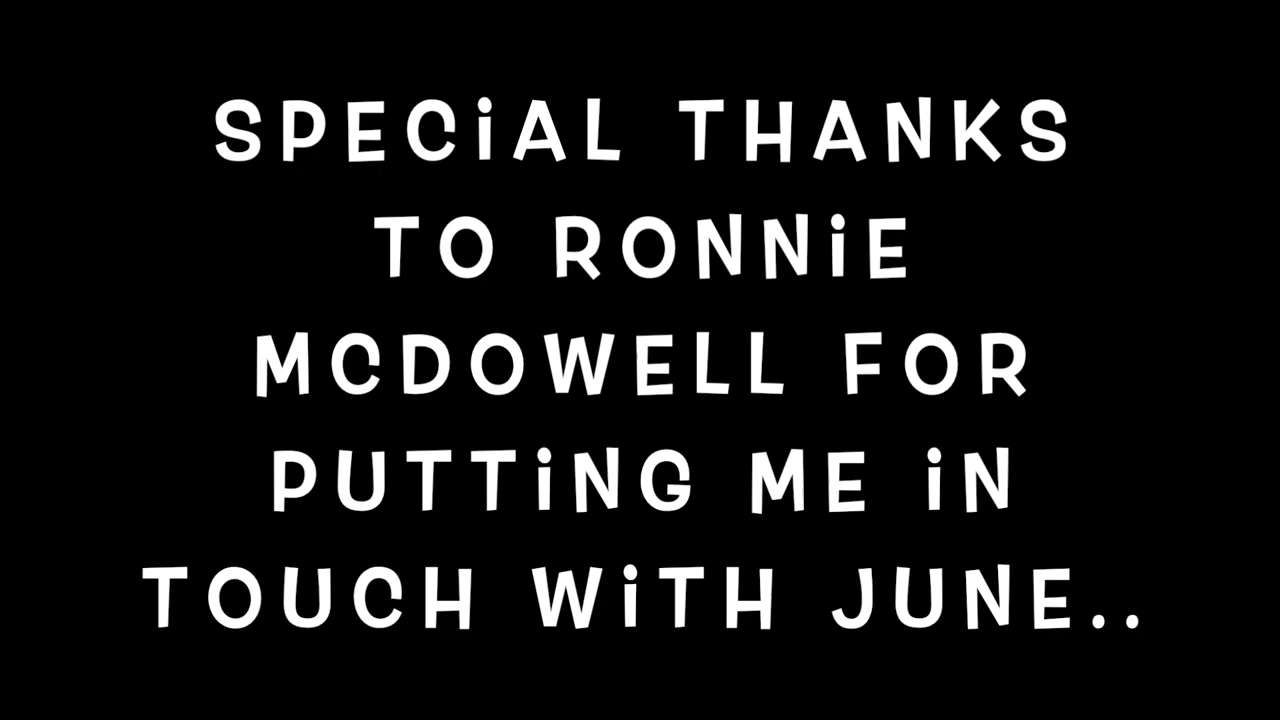 SPECiAL THANKS
TO RONNiE
MCDOWELL FOR
PUTTiNG ME iN
TOUCH WiTH JUNE..